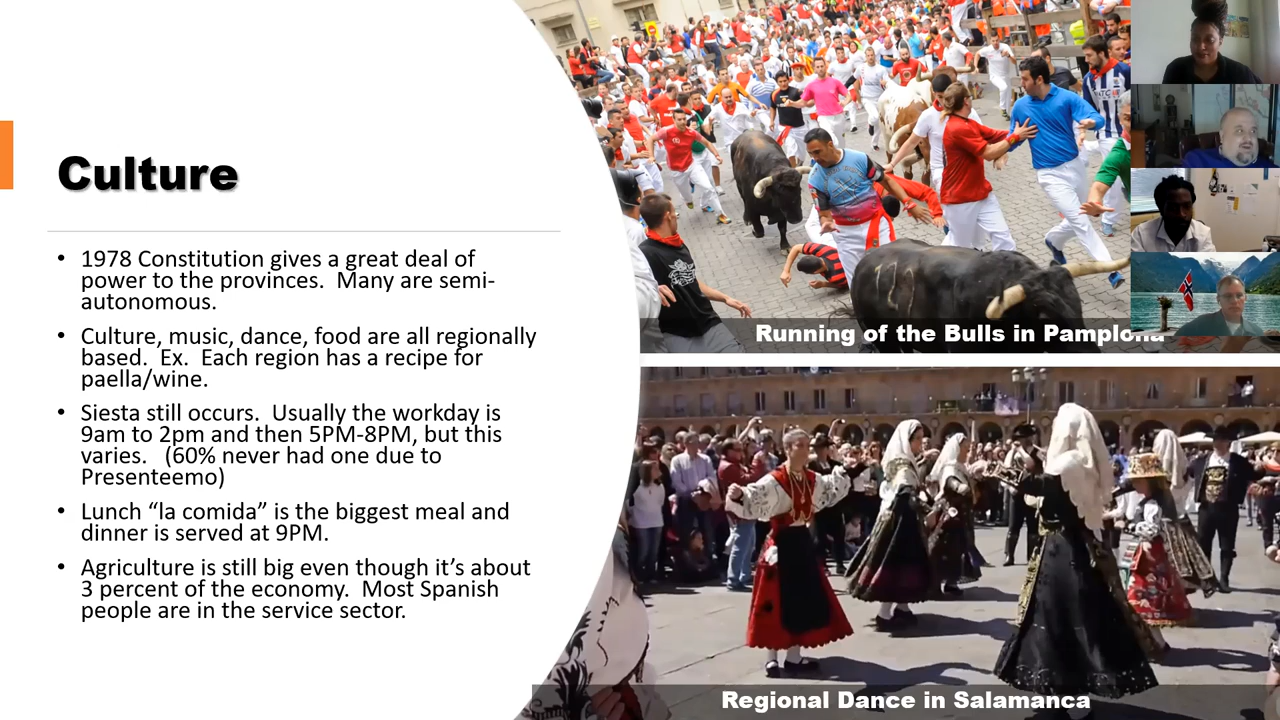 Culture
• 1978 Constitution gives a great deal of
power to the provinces.  Many are semi-
autonomous.
• Culture, music, dance, food are all regionally
based.  Ex.  Each region has a recipe for
paella/wine.
• Siesta still occurs.  Usually the workday is
9am to 2pm and then 5PM-8PM, but this
varies.   (60% never had one due to
Presenteemo)
• Lunch “la comida” is the biggest meal and
dinner is served at 9PM.
• Agriculture is still big even though it’s about
3 percent of the economy.  Most Spanish
people are in the service sector.
Running of the Bulls in Pamplona
Regional Dance in Salamanca